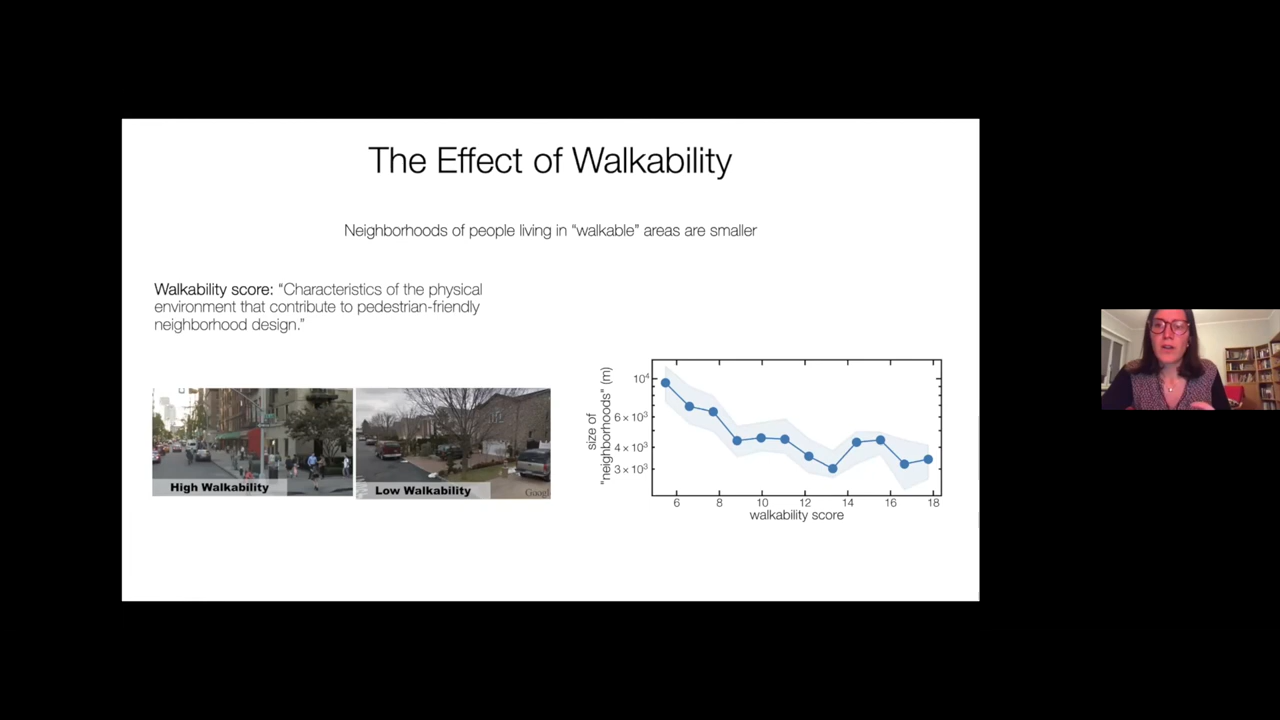 The Effect of Walkability
Neighborhoods of people living in “walkable” areas are smaller
Walkability score: “Characteristics of the physical
environment that contribute to pedestrian-friendly
neighborhood design.”
High Walkability
Low Walkability
Googl
size of
"neighborhoods" (m)
10⁴
6 × 10³
4 × 10³
3 × 10³
6 8 10 12 14 16 18
walkability score